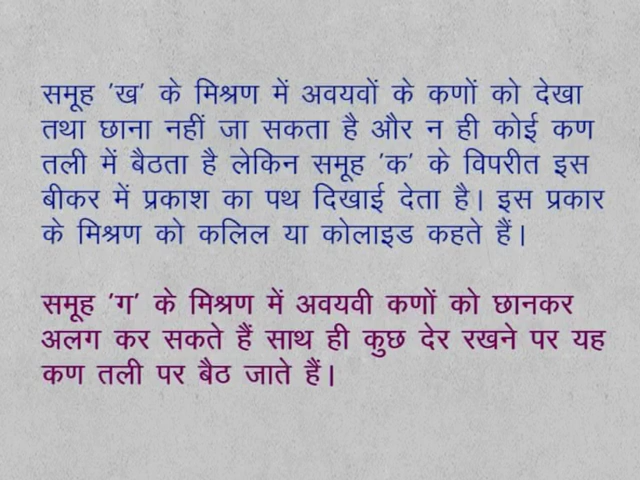 समूह 'ख' के मिश्रण में अवयवों के कणों को देखा
तथा छाना नहीं जा सकता है और न ही कोई कण
तली में बैठता है लेकिन समूह 'क' के विपरीत इस
बीकर में प्रकाश का पथ दिखाई देता है। इस प्रकार
के मिश्रण को कलिल या कोलाइड कहते हैं।
समूह 'ग' के मिश्रण में अवयवी कणों को छानकर
अलग कर सकते हैं साथ ही कुछ देर रखने पर यह
कण तली पर बैठ जाते हैं।